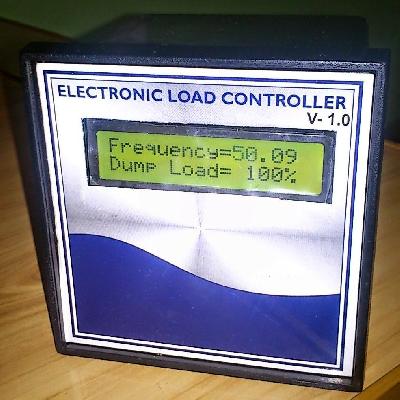 ELECTRONIC LOAD CONTROLLER
V- 1.0
Frequency=50.09
Dump Load= 100%